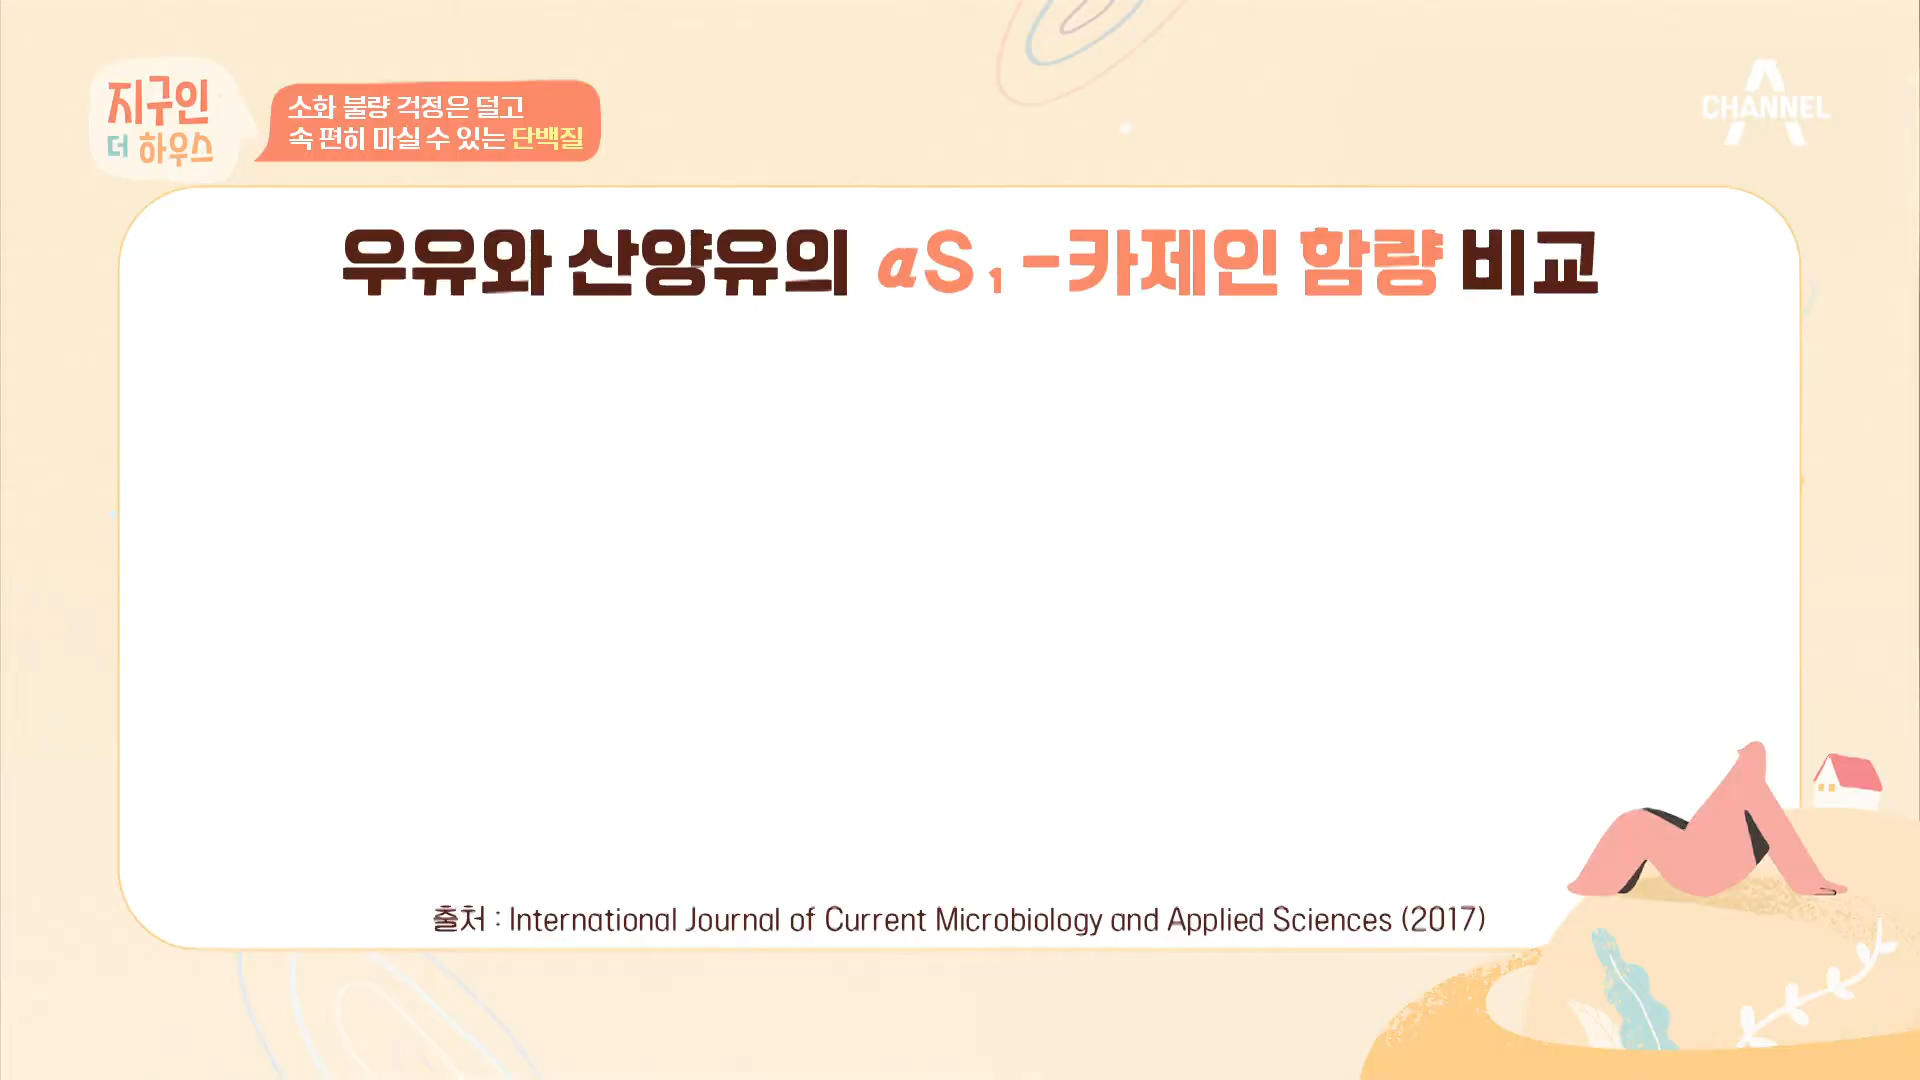 지구인
더 하우스
소화 불량 걱정은 덜고
속 편히 마실 수 있는 단백질
CHANNEL A
우유와 산양유의 αS₁-카제인 함량 비교
출처 : International Journal of Current Microbiology and Applied Sciences (2017)